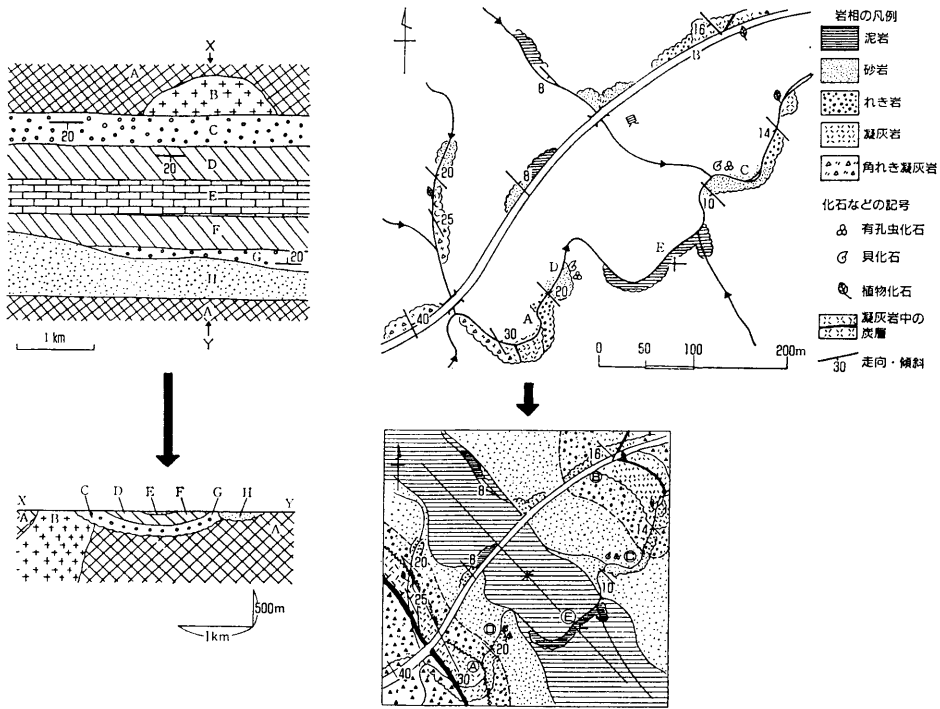 X
A
B
C
20
D
20
E
F
G
20
H
A
Y
1 km
X
C
D
E
F
G
H
Y
A
B
A
500m
1km
16
B
8
貝
14
C
20
25
8
10
E
D
20
A
30
40
0
50
100
200m
岩相の凡例
泥岩
砂岩
れき岩
凝灰岩
角れき凝灰岩
化石などの記号
有孔虫化石
貝化石
植物化石
凝灰岩中の
炭層
30
走向・傾斜
16
B
8
14
C
8
20
25
10
E
D
20
A
30
40